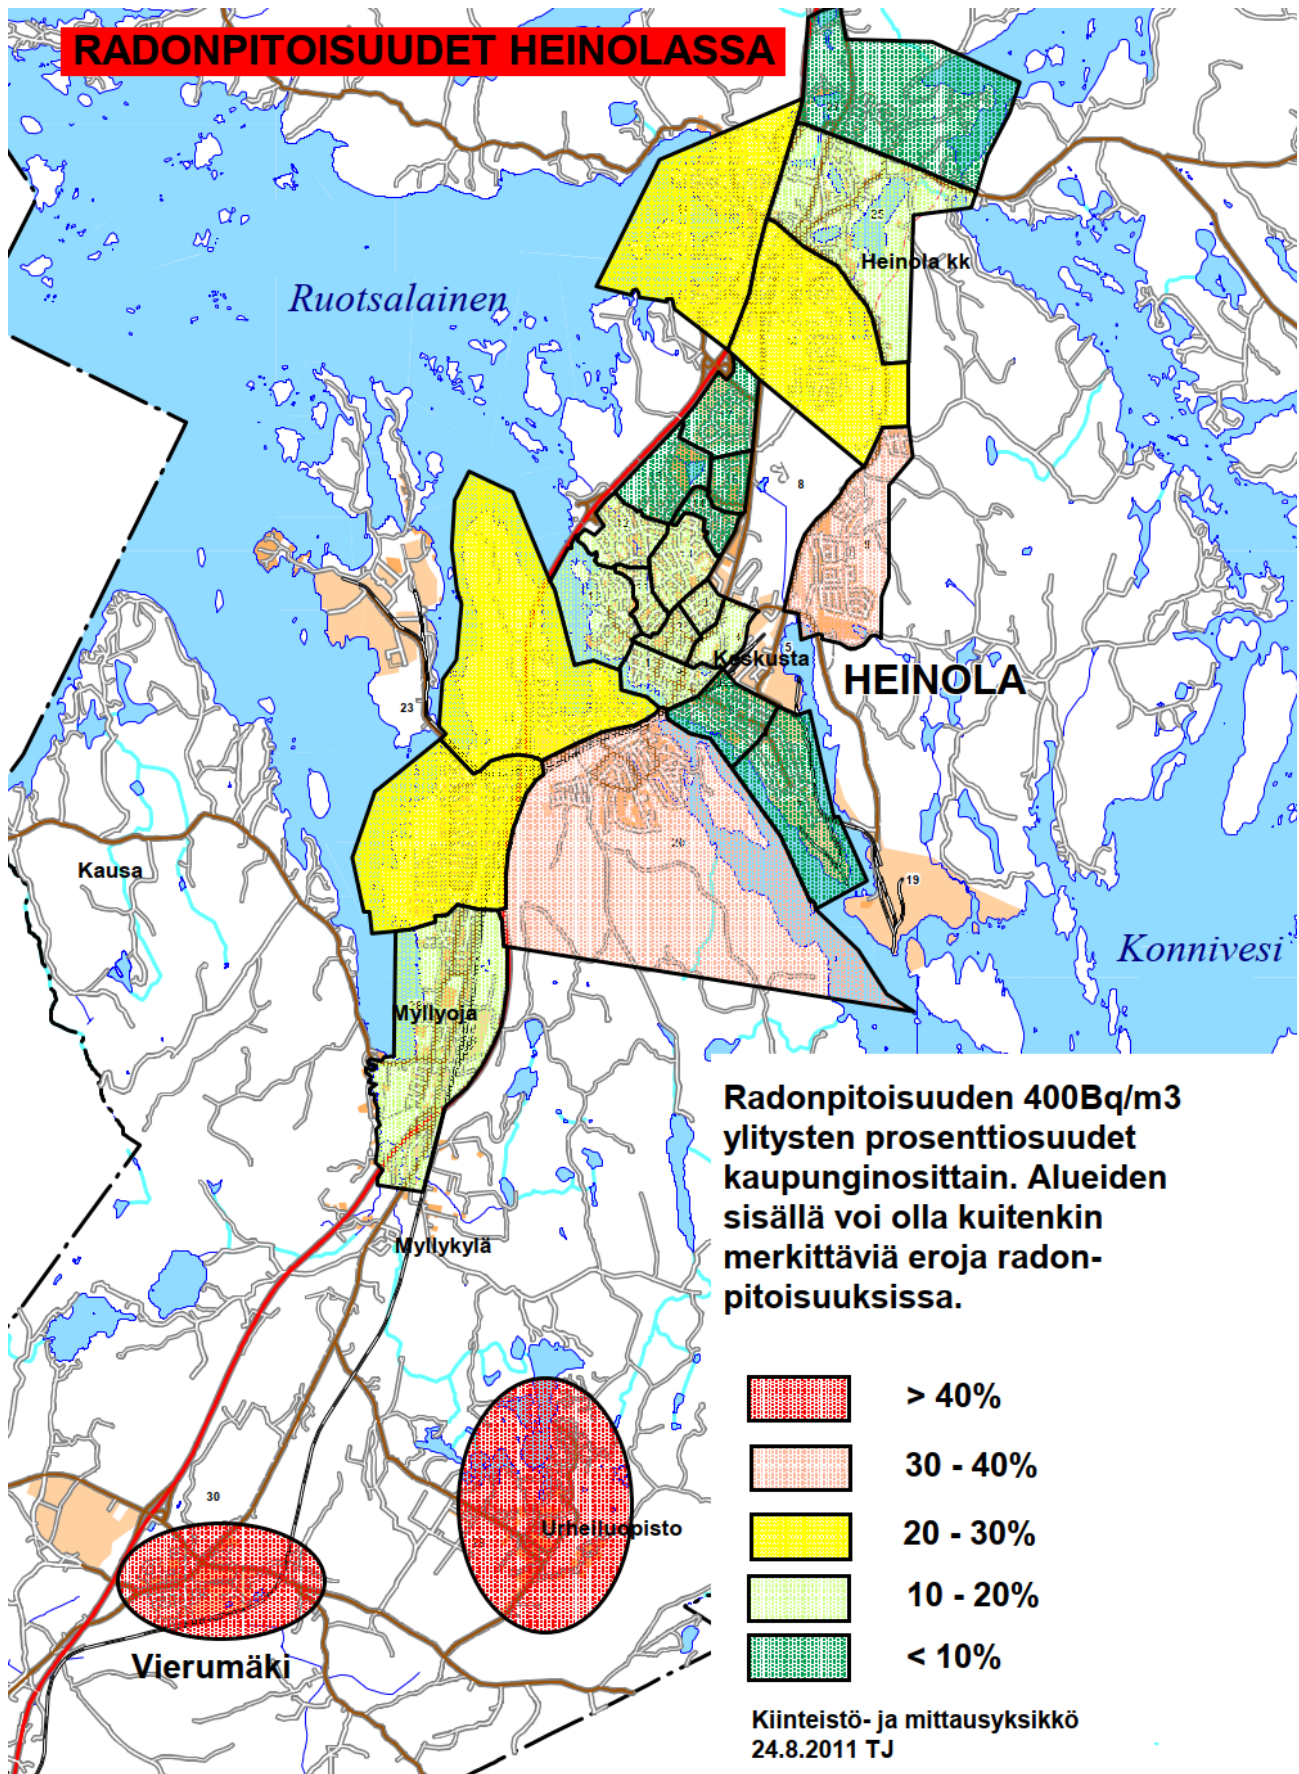 RADONPITOISUUDET HEINOLASSA
25
Heinola kk
Ruotsalainen
8
5
Keskusta
HEINOLA
23
Kausa
19
Konnivesi
Myllyoja
Myllykylä
30
Urheiluopisto
Vierumäki
Radonpitoisuuden 400Bq/m3
ylitysten prosenttiosuudet
kaupunginosittain. Alueiden
sisällä voi olla kuitenkin
merkittäviä eroja radon-
pitoisuuksissa.
> 40%
30 - 40%
20 - 30%
10 - 20%
< 10%
Kiinteistö- ja mittausyksikkö
24.8.2011 TJ